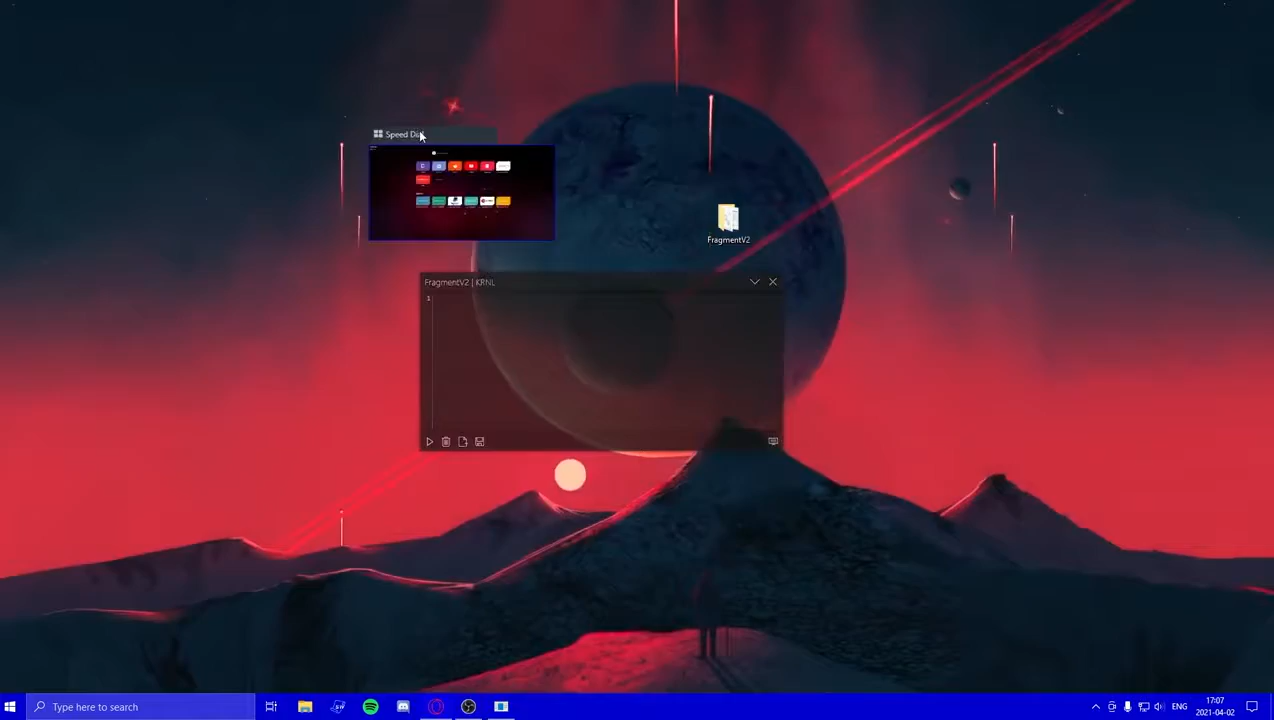 Speed Dial
FragmentV2
FragmentV2 | KRNL
1
Type here to search
ENG
17:07
2021-04-02